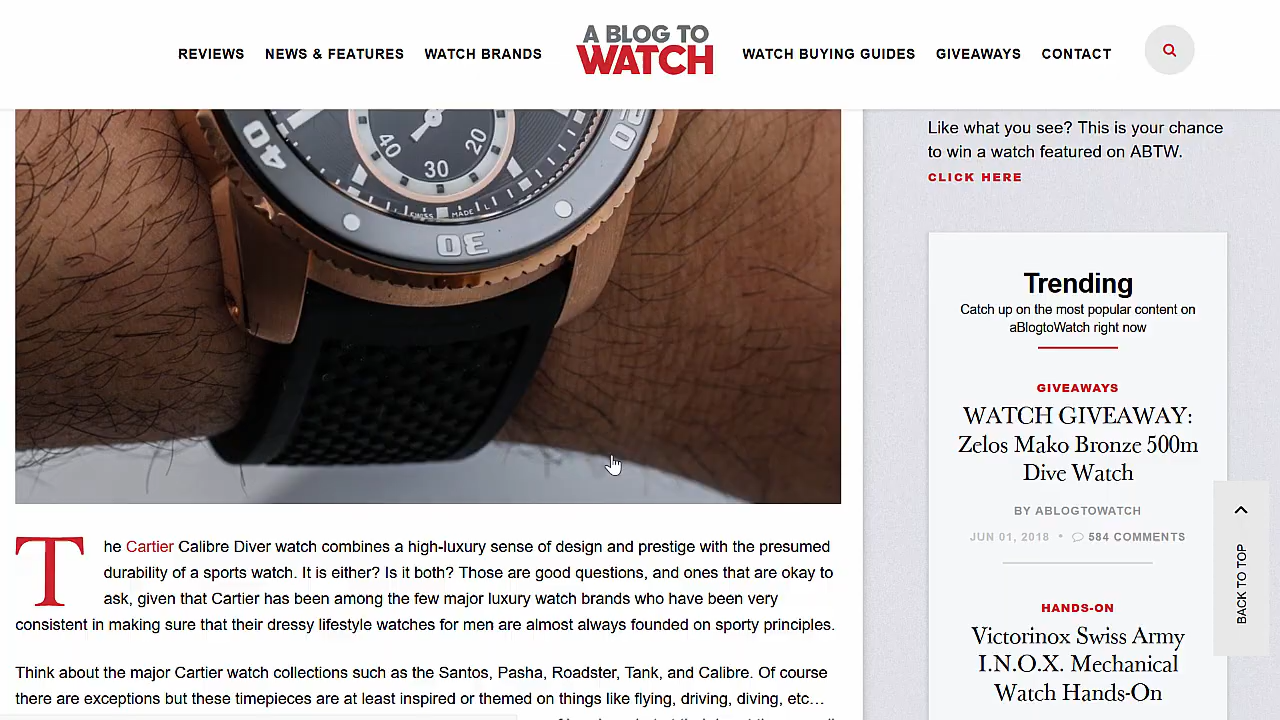 REVIEWS NEWS & FEATURES WATCH BRANDS A BLOG TO WATCH WATCH BUYING GUIDES GIVEAWAYS CONTACT
40
20
40 20
30
SWISS MADE
30
The Cartier Calibre Diver watch combines a high-luxury sense of design and prestige with the presumed
durability of a sports watch. It is either? Is it both? Those are good questions, and ones that are okay to
ask, given that Cartier has been among the few major luxury watch brands who have been very
consistent in making sure that their dressy lifestyle watches for men are almost always founded on sporty principles.
Think about the major Cartier watch collections such as the Santos, Pasha, Roadster, Tank, and Calibre. Of course
there are exceptions but these timepieces are at least inspired or themed on things like flying, driving, diving, etc…
Like what you see? This is your chance
to win a watch featured on ABTW.
CLICK HERE
Trending
Catch up on the most popular content on
aBlogtoWatch right now
GIVEAWAYS
WATCH GIVEAWAY:
Zelos Mako Bronze 500m
Dive Watch
BY ABLOGTOWATCH
JUN 01, 2018 • 584 COMMENTS
HANDS-ON
Victorinox Swiss Army
I.N.O.X. Mechanical
Watch Hands-On
BACK TO TOP